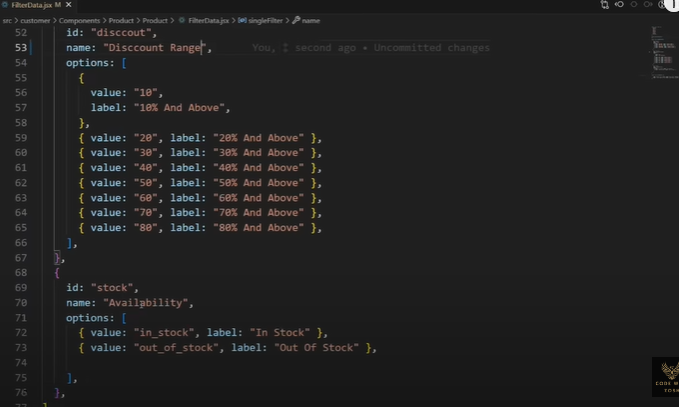 FilterData.jsx M X
src > customer > Components > Product > Product > FilterData.jsx > singleFilter > name
52 id: "disccout",
53 name: "Disccount Range", You, 1 second ago • Uncommitted changes
54 options: [
55 {
56 value: "10",
57 label: "10% And Above",
58 },
59 { value: "20", label: "20% And Above" },
60 { value: "30", label: "30% And Above" },
61 { value: "40", label: "40% And Above" },
62 { value: "50", label: "50% And Above" },
63 { value: "60", label: "60% And Above" },
64 { value: "70", label: "70% And Above" },
65 { value: "80", label: "80% And Above" },
66 ],
67 },
68 {
69 id: "stock",
70 name: "Availability",
71 options: [
72 { value: "in_stock", label: "In Stock" },
73 { value: "out_of_stock", label: "Out Of Stock" },
74
75 ],
76 },
77 ]
CODE W